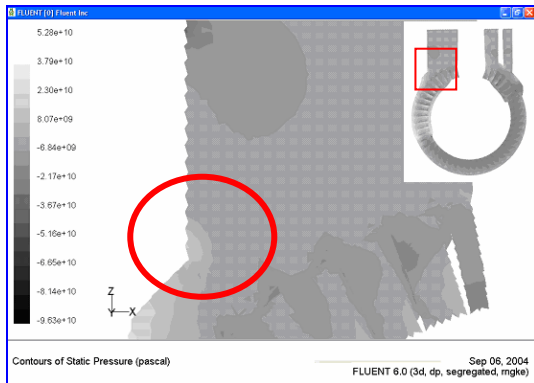 FLUENT [0] Fluent Inc
5.28e+10
3.79e+10
2.30e+10
8.07e+09
-6.84e+09
-2.17e+10
-3.67e+10
-5.16e+10
-6.65e+10
-8.14e+10
-9.63e+10
Z
Y
X
Contours of Static Pressure (pascal)
Sep 06, 2004
FLUENT 6.0 (3d, dp, segregated, rngke)